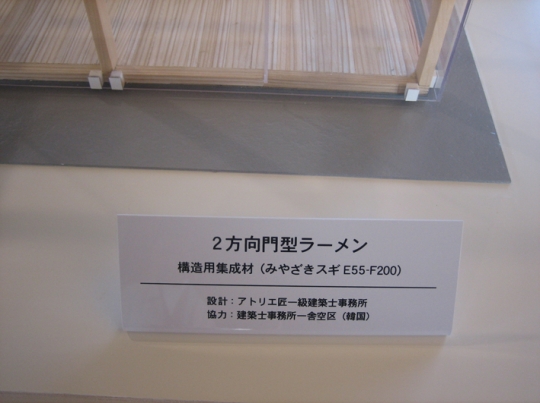 2方向門型ラーメン
構造用集成材（みやざきスギ E55-F200）
設計：アトリエ匠一級建築士事務所
協力：建築士事務所一舎空区（韓国）